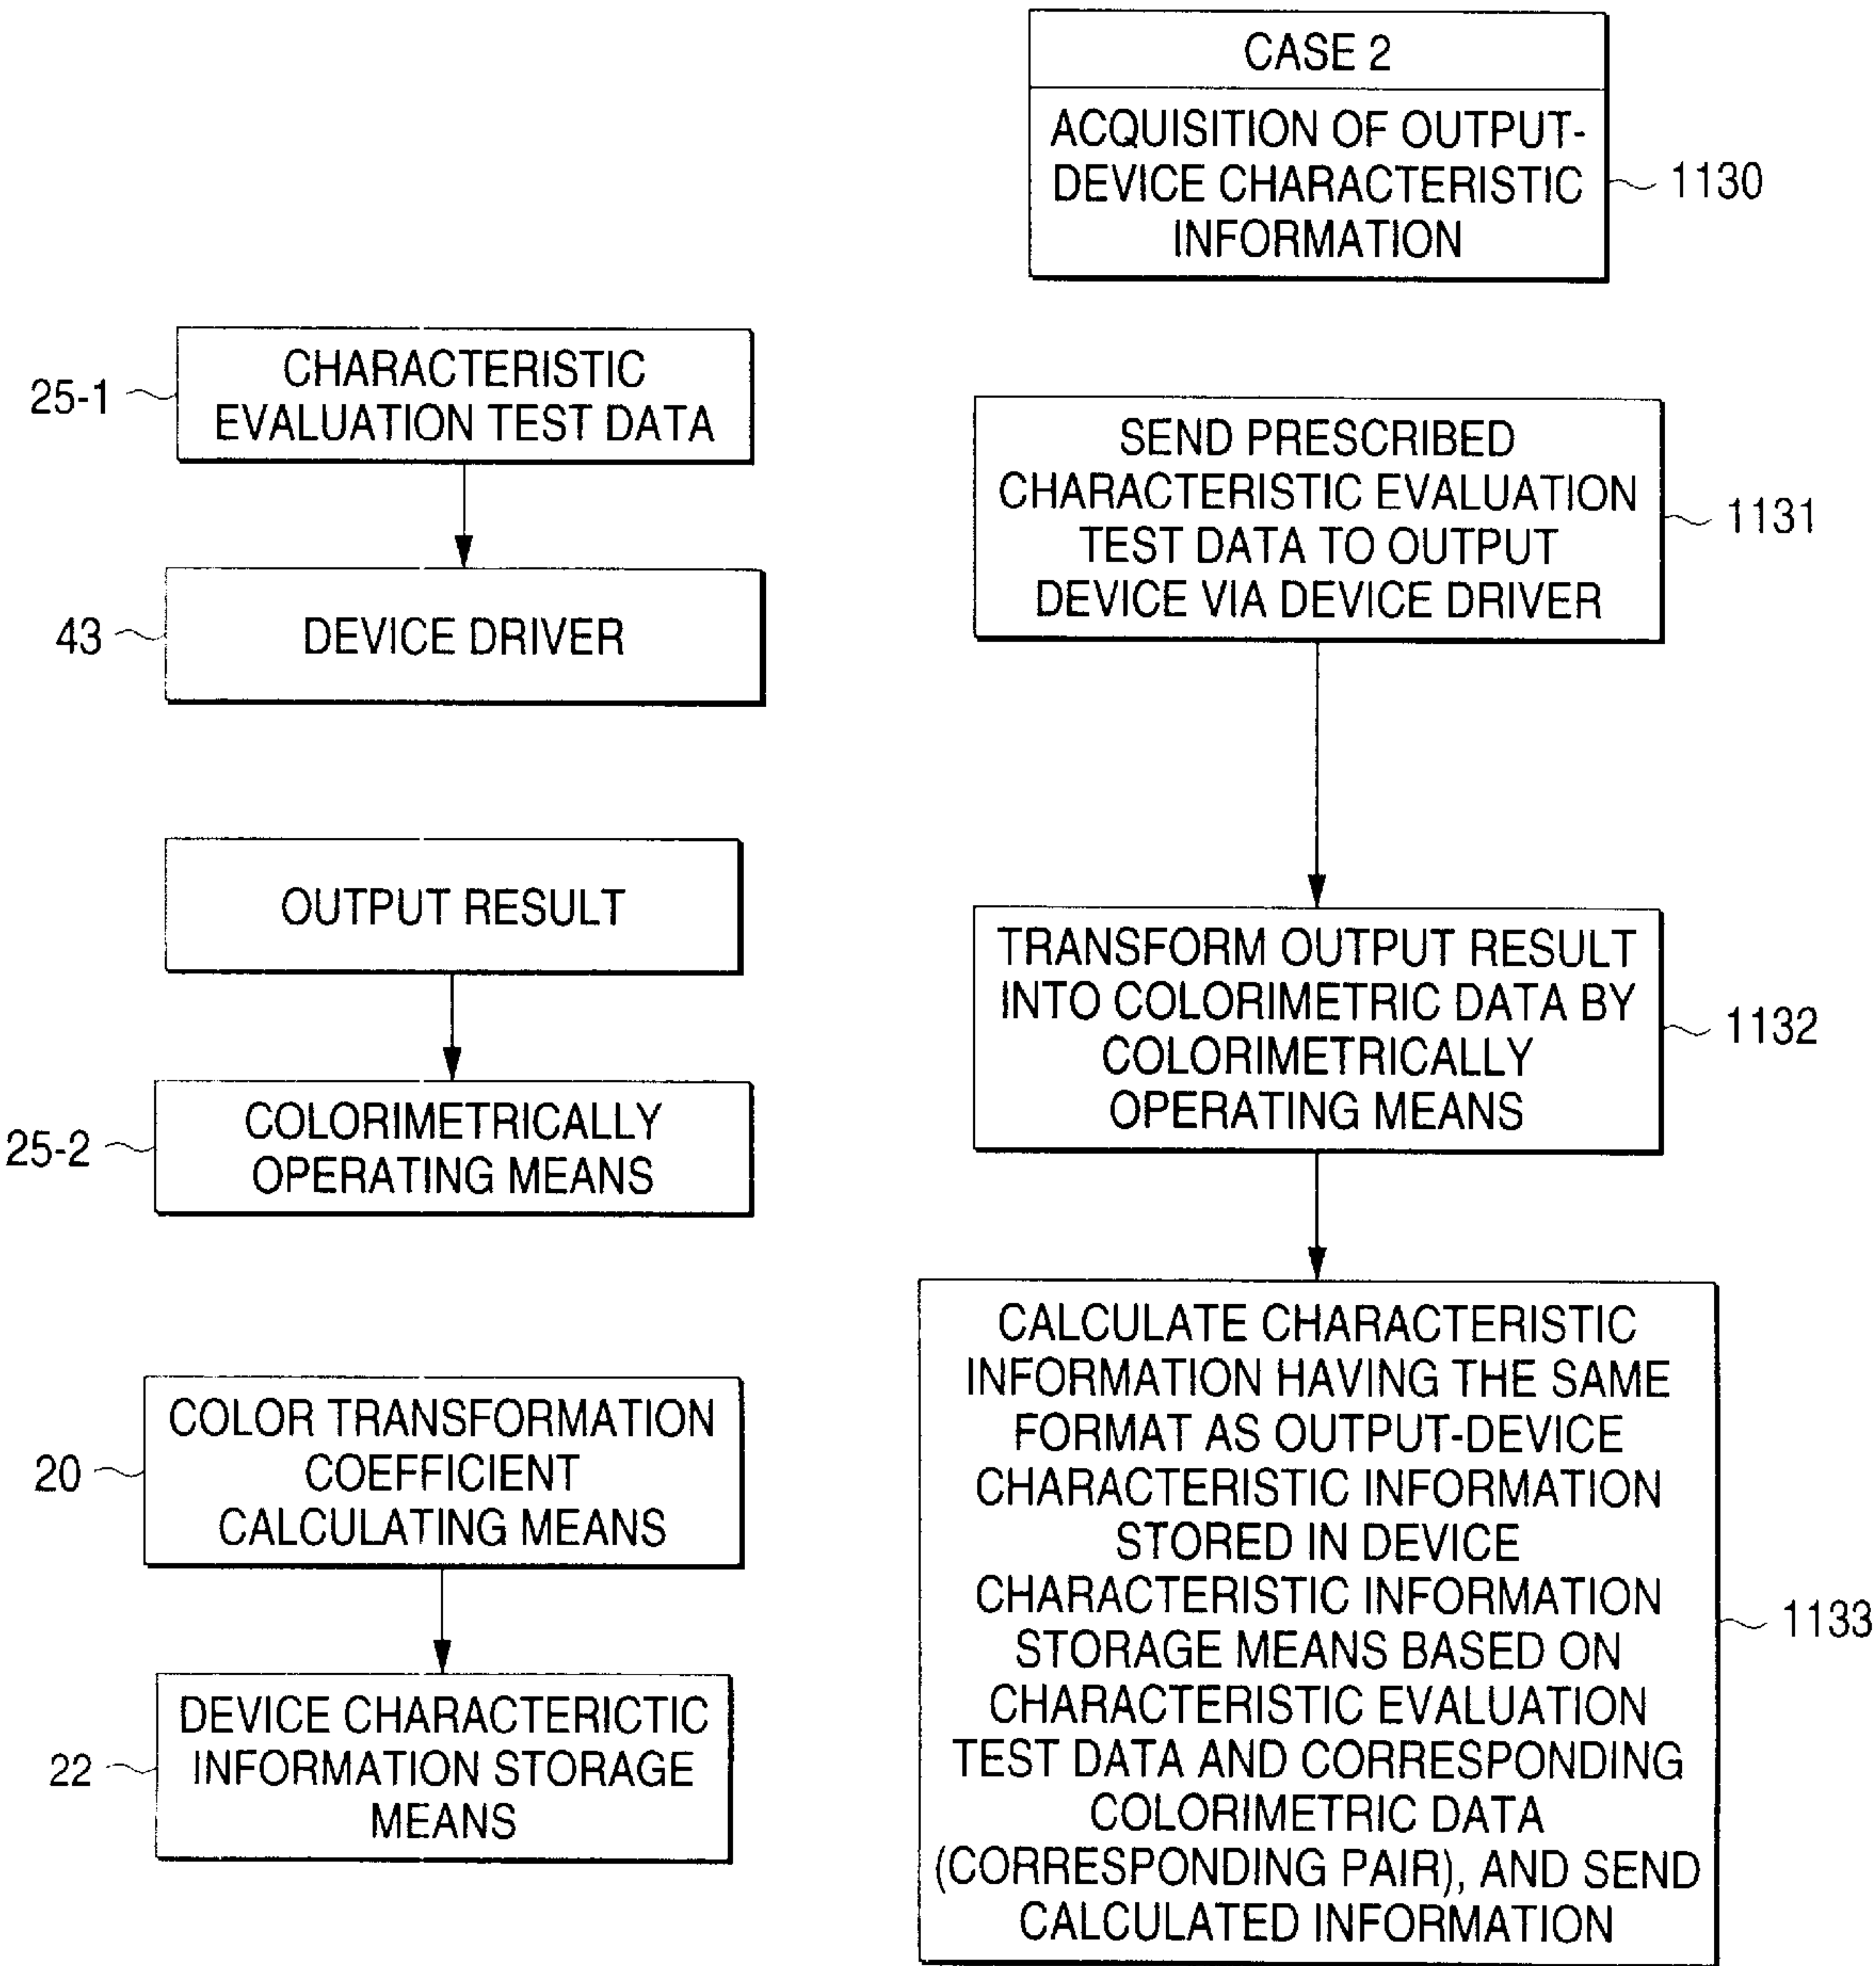 CASE 2
ACQUISITION OF OUTPUT-
DEVICE CHARACTERISTIC
INFORMATION
1130
25-1
CHARACTERISTIC
EVALUATION TEST DATA
43
DEVICE DRIVER
OUTPUT RESULT
25-2
COLORIMETRICALLY
OPERATING MEANS
20
COLOR TRANSFORMATION
COEFFICIENT
CALCULATING MEANS
22
DEVICE CHARACTERICTIC
INFORMATION STORAGE
MEANS
SEND PRESCRIBED
CHARACTERISTIC EVALUATION
TEST DATA TO OUTPUT
DEVICE VIA DEVICE DRIVER
1131
TRANSFORM OUTPUT RESULT
INTO COLORIMETRIC DATA BY
COLORIMETRICALLY
OPERATING MEANS
1132
CALCULATE CHARACTERISTIC
INFORMATION HAVING THE SAME
FORMAT AS OUTPUT-DEVICE
CHARACTERISTIC INFORMATION
STORED IN DEVICE
CHARACTERISTIC INFORMATION
STORAGE MEANS BASED ON
CHARACTERISTIC EVALUATION
TEST DATA AND CORRESPONDING
COLORIMETRIC DATA
(CORRESPONDING PAIR), AND SEND
CALCULATED INFORMATION
1133